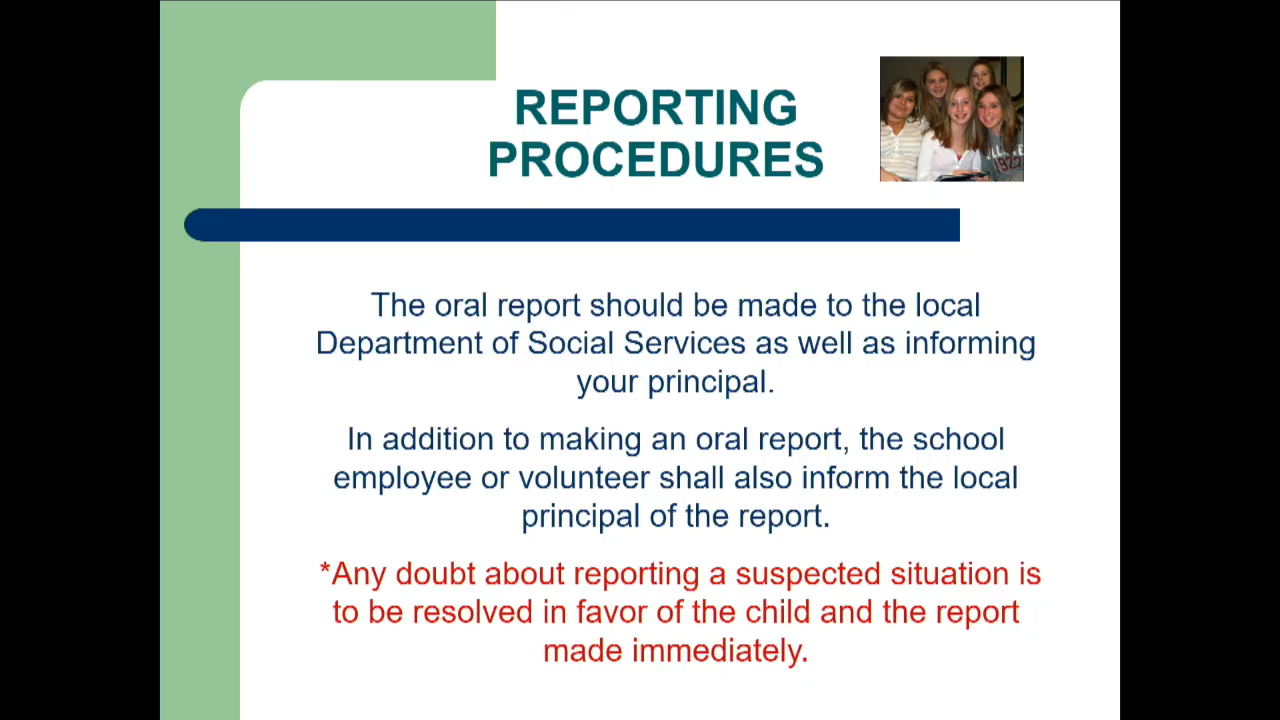 REPORTING
PROCEDURES
The oral report should be made to the local
Department of Social Services as well as informing
your principal.
In addition to making an oral report, the school
employee or volunteer shall also inform the local
principal of the report.
*Any doubt about reporting a suspected situation is
to be resolved in favor of the child and the report
made immediately.
1922